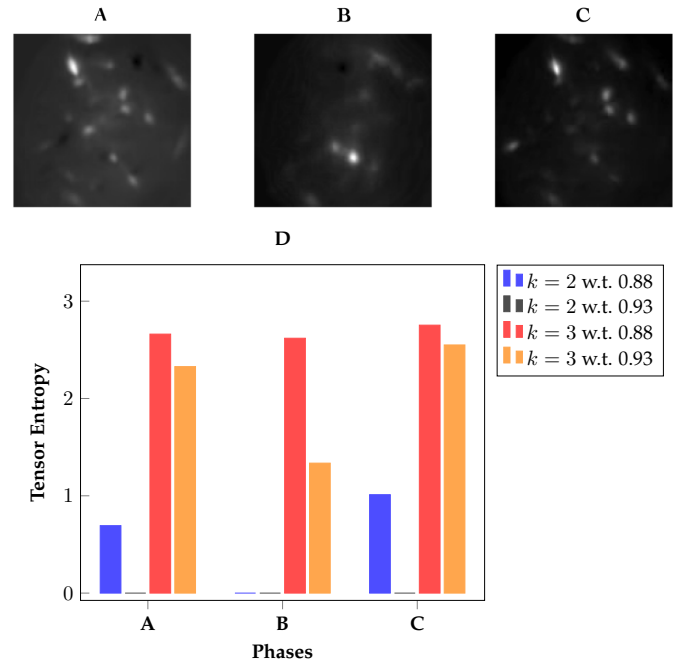 A B C
D
k = 2 w.t. 0.88
k = 2 w.t. 0.93
k = 3 w.t. 0.88
k = 3 w.t. 0.93
Tensor Entropy
3
2
1
0
A B C
Phases